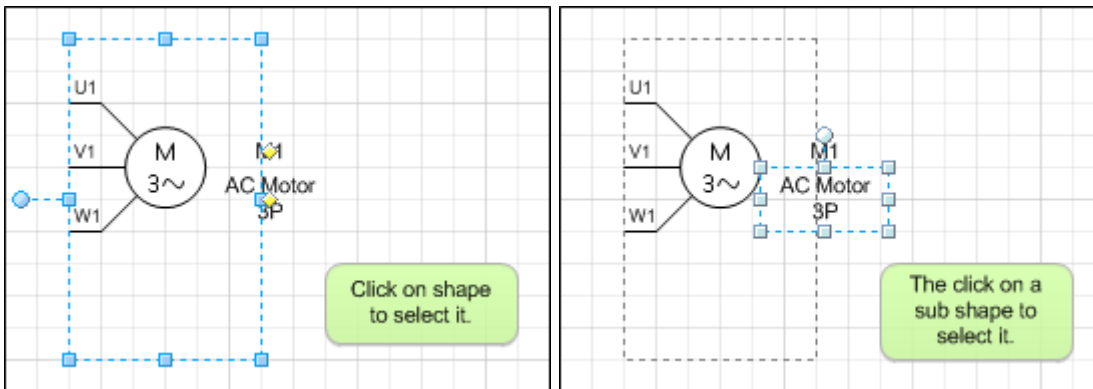 U1
V1
W1
M
3~
M1
AC Motor
3P
Click on shape
to select it.
U1
V1
W1
M
3~
M1
AC Motor
3P
The click on a
sub shape to
select it.